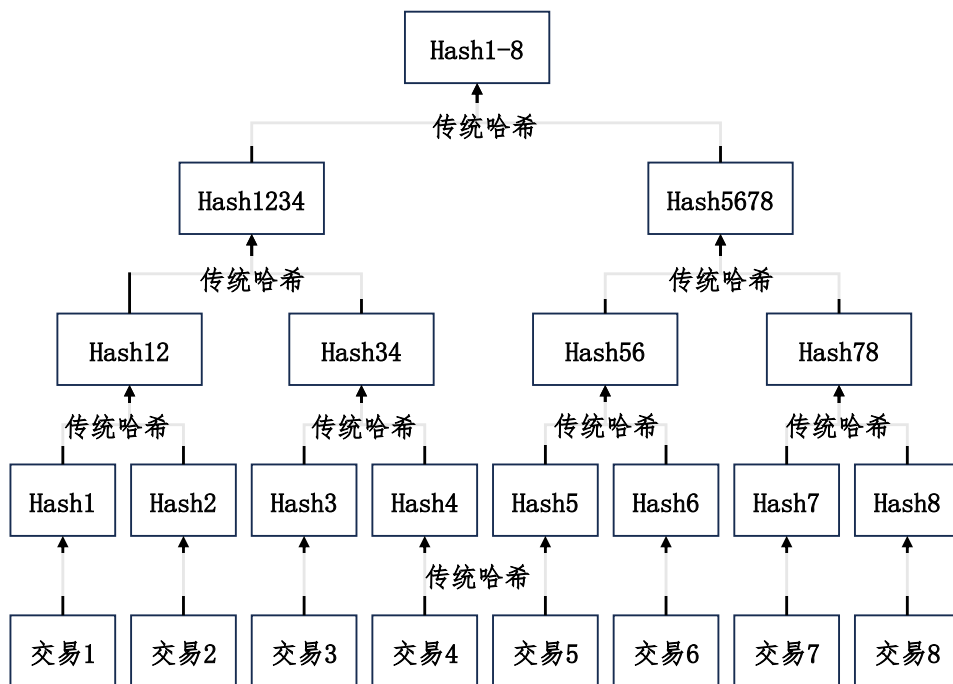 Hash1-8
传统哈希
Hash1234 Hash5678
传统哈希 传统哈希
Hash12 Hash34 Hash56 Hash78
传统哈希 传统哈希 传统哈希 传统哈希
Hash1 Hash2 Hash3 Hash4 Hash5 Hash6 Hash7 Hash8
传统哈希
交易1 交易2 交易3 交易4 交易5 交易6 交易7 交易8